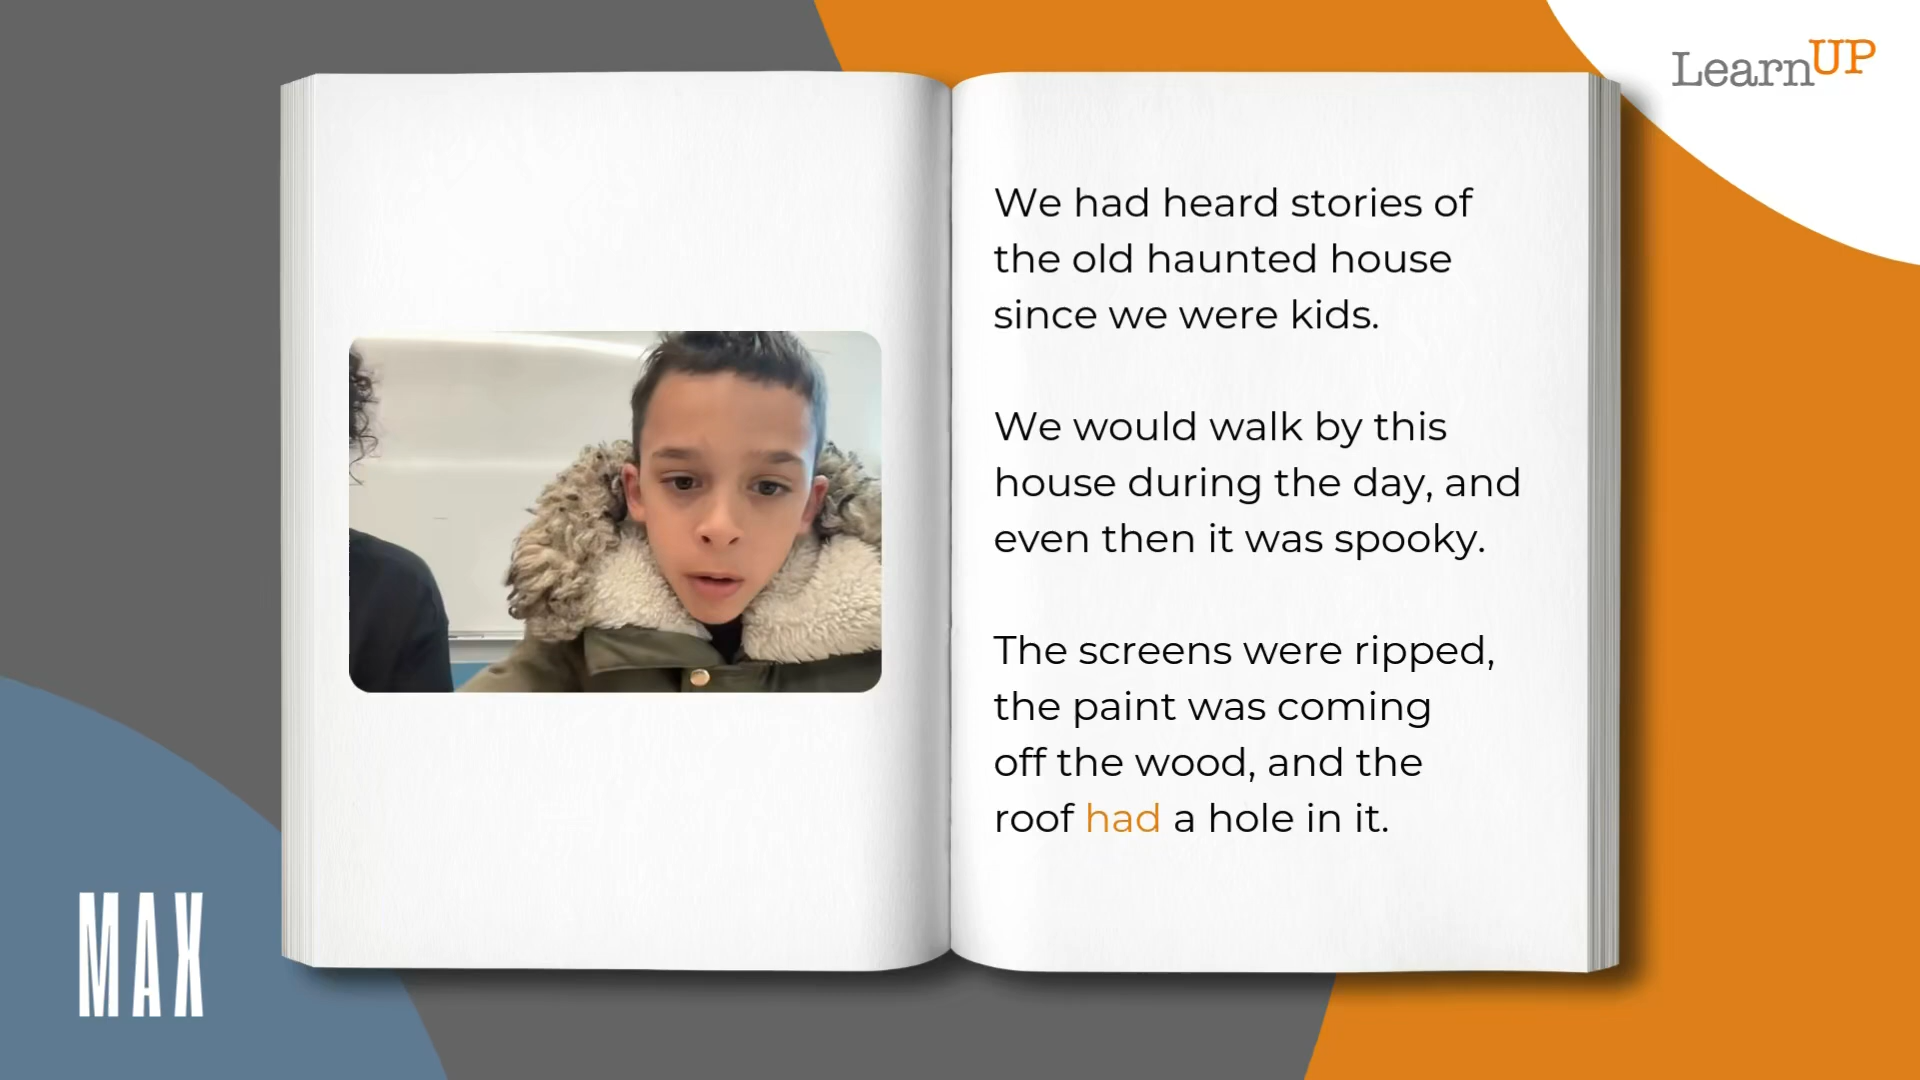 LearnUP
We had heard stories of
the old haunted house
since we were kids.
We would walk by this
house during the day, and
even then it was spooky.
The screens were ripped,
the paint was coming
off the wood, and the
roof had a hole in it.
MAX